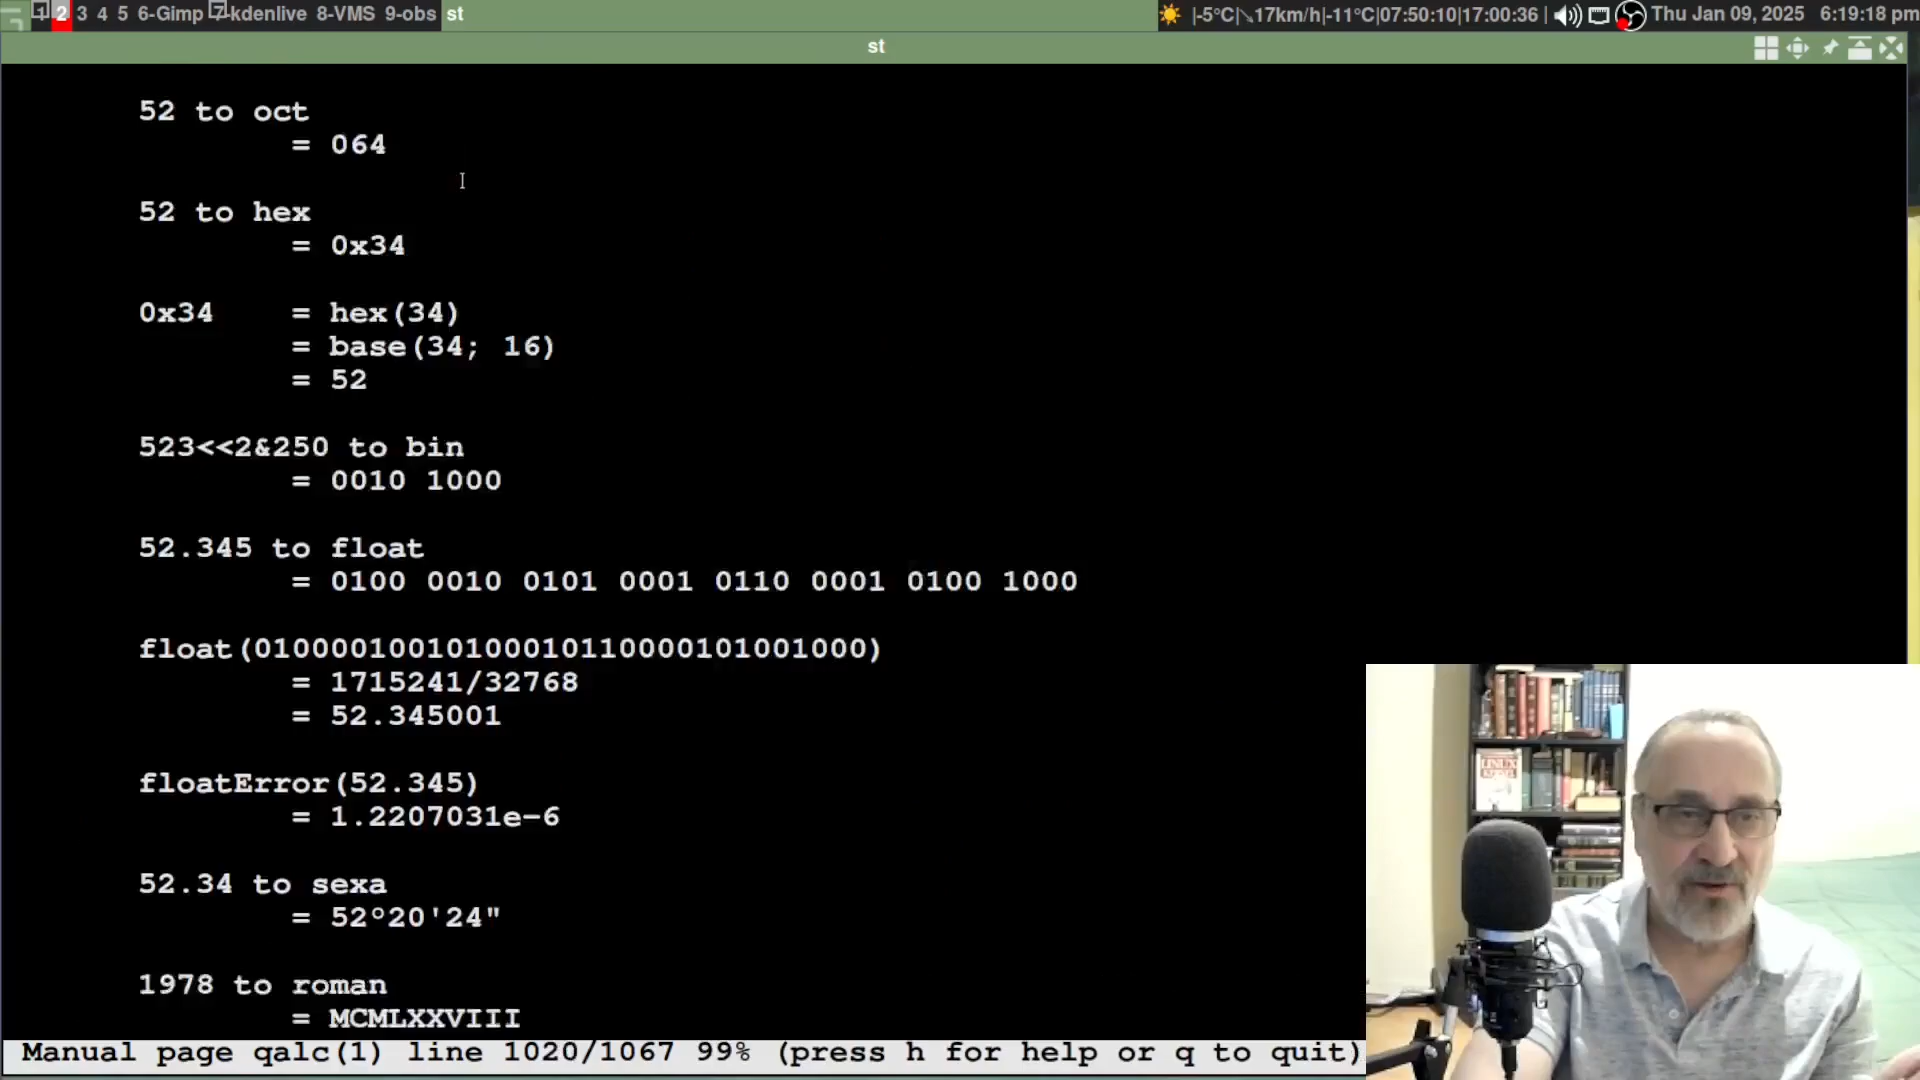 1 2 3 4 5 6-Gimp 7-kdenlive 8-VMS 9-obs st
|-5°C|↘17km/h|-11°C|07:50:10|17:00:36| Thu Jan 09, 2025 6:19:18 pm
st
52 to oct
= 064
52 to hex
= 0x34
0x34 = hex(34)
= base(34; 16)
= 52
523<<2&250 to bin
= 0010 1000
52.345 to float
= 0100 0010 0101 0001 0110 0001 0100 1000
float(01000010010100010110000101001000)
= 1715241/32768
= 52.345001
floatError(52.345)
= 1.2207031e-6
52.34 to sexa
= 52°20'24"
1978 to roman
= MCMLXXVIII
Manual page qalc(1) line 1020/1067 99% (press h for help or q to quit)
LINUX